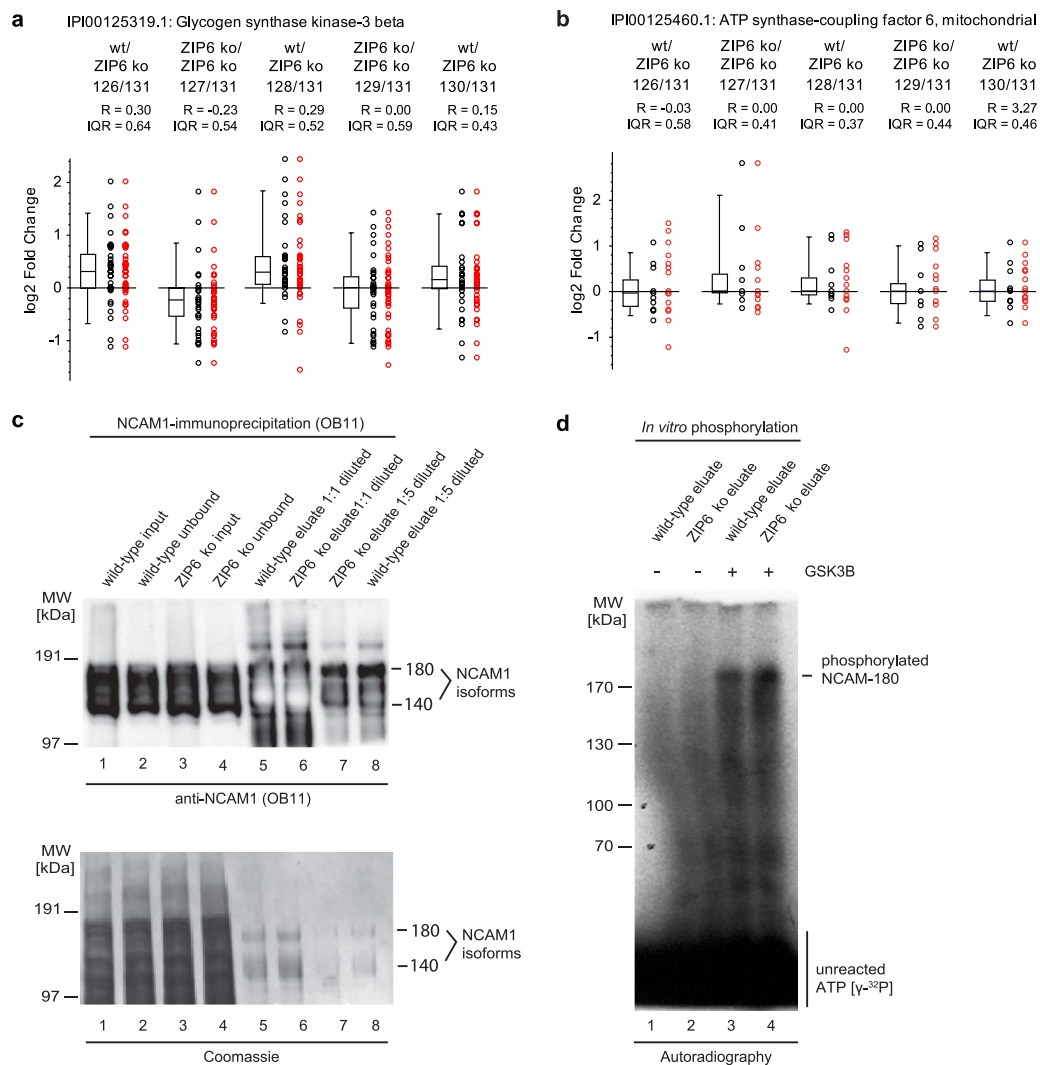 a
IPI00125319.1: Glycogen synthase kinase-3 beta
wt/ ZIP6 ko/ wt/ ZIP6 ko/ wt/
ZIP6 ko ZIP6 ko ZIP6 ko ZIP6 ko ZIP6 ko
126/131 127/131 128/131 129/131 130/131
R = 0.30 R = -0.23 R = 0.29 R = 0.00 R = 0.15
IQR = 0.64 IQR = 0.54 IQR = 0.52 IQR = 0.59 IQR = 0.43
log2 Fold Change
2
1
0
-1
b
IPI00125460.1: ATP synthase-coupling factor 6, mitochondrial
wt/ ZIP6 ko/ wt/ ZIP6 ko/ wt/
ZIP6 ko ZIP6 ko ZIP6 ko ZIP6 ko ZIP6 ko
126/131 127/131 128/131 129/131 130/131
R = -0.03 R = 0.00 R = 0.00 R = 0.00 R = 3.27
IQR = 0.58 IQR = 0.41 IQR = 0.37 IQR = 0.44 IQR = 0.46
log2 Fold Change
2
1
0
-1
c
NCAM1-immunoprecipitation (OB11)
wild-type input
wild-type unbound
ZIP6 ko input
ZIP6 ko unbound
wild-type eluate 1:1 diluted
ZIP6 ko eluate1:1 diluted
ZIP6 ko eluate 1:5 diluted
wild-type eluate 1:5 diluted
MW
[kDa]
191
97
180
140
NCAM1
isoforms
1 2 3 4 5 6 7 8
anti-NCAM1 (OB11)
MW
[kDa]
191
97
180
140
NCAM1
isoforms
1 2 3 4 5 6 7 8
Coomassie
d
In vitro phosphorylation
wild-type eluate
ZIP6 ko eluate
wild-type eluate
ZIP6 ko eluate
- - + + GSK3B
MW
[kDa]
170
130
100
70
phosphorylated
NCAM-180
unreacted
ATP [γ-³²P]
1 2 3 4
Autoradiography